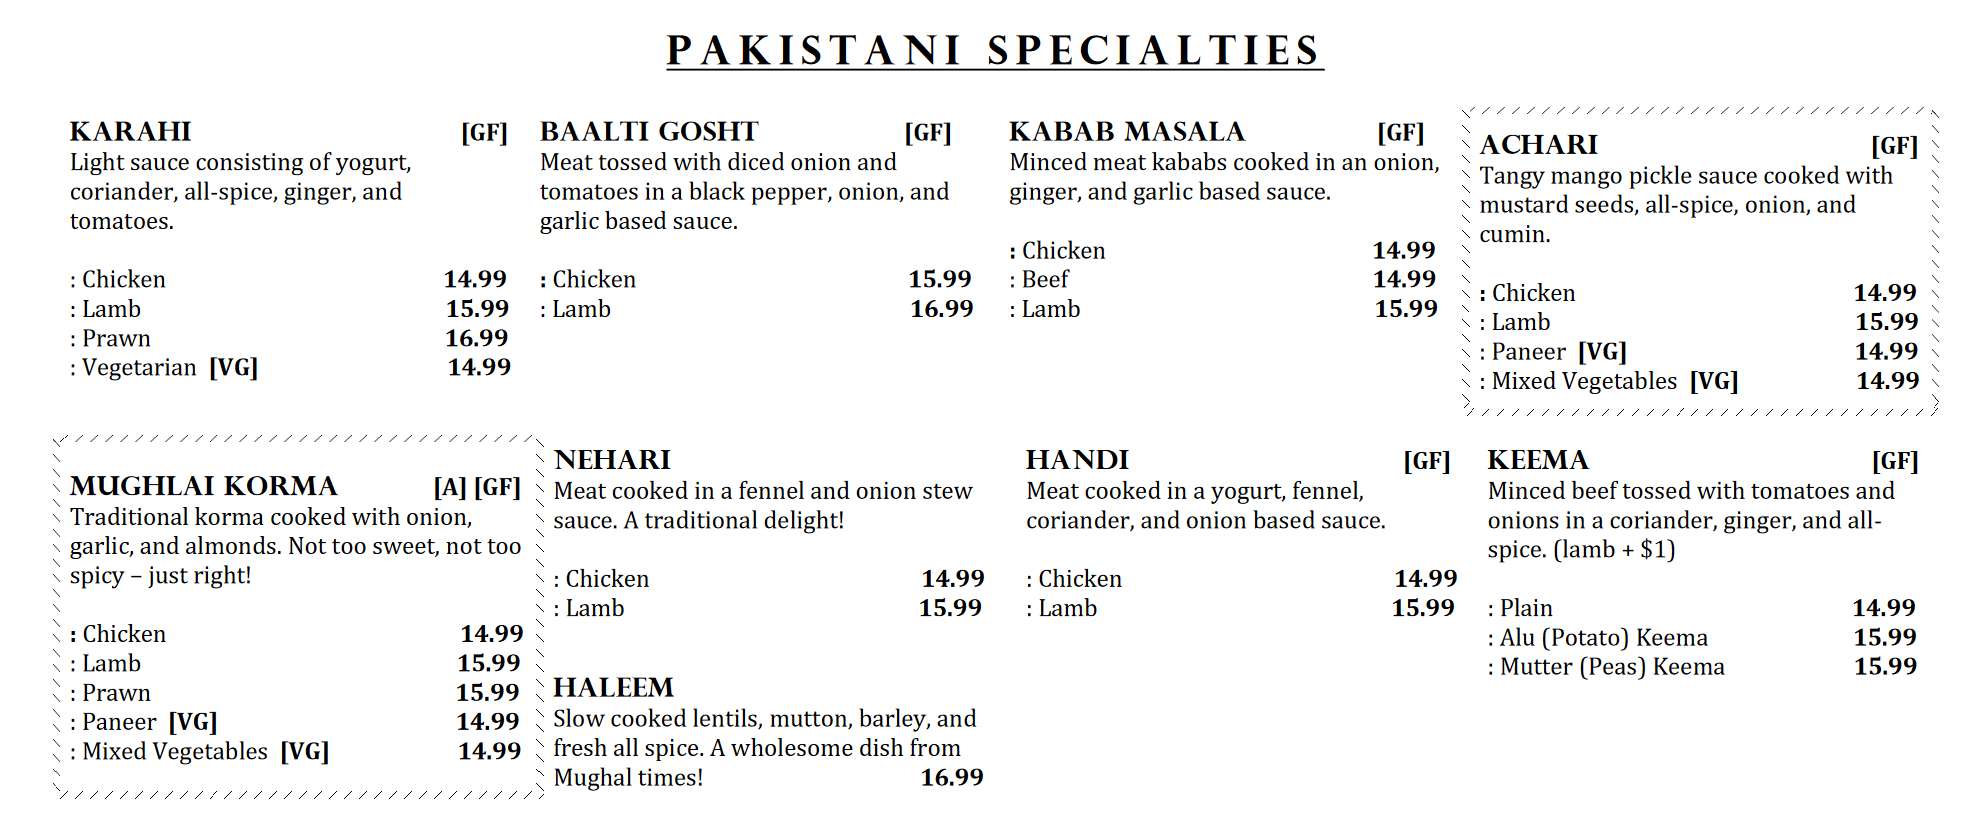 PAKISTANI SPECIALTIES
KARAHI [GF]
Light sauce consisting of yogurt,
coriander, all-spice, ginger, and
tomatoes.
: Chicken 14.99
: Lamb 15.99
: Prawn 16.99
: Vegetarian [VG] 14.99
BAALTI GOSHT [GF]
Meat tossed with diced onion and
tomatoes in a black pepper, onion, and
garlic based sauce.
: Chicken 15.99
: Lamb 16.99
KABAB MASALA [GF]
Minced meat kababs cooked in an onion,
ginger, and garlic based sauce.
: Chicken 14.99
: Beef 14.99
: Lamb 15.99
ACHARI [GF]
Tangy mango pickle sauce cooked with
mustard seeds, all-spice, onion, and
cumin.
: Chicken 14.99
: Lamb 15.99
: Paneer [VG] 14.99
: Mixed Vegetables [VG] 14.99
MUGHLAI KORMA [A] [GF]
Traditional korma cooked with onion,
garlic, and almonds. Not too sweet, not too
spicy – just right!
: Chicken 14.99
: Lamb 15.99
: Prawn 15.99
: Paneer [VG] 14.99
: Mixed Vegetables [VG] 14.99
NEHARI
Meat cooked in a fennel and onion stew
sauce. A traditional delight!
: Chicken 14.99
: Lamb 15.99
HALEEM
Slow cooked lentils, mutton, barley, and
fresh all spice. A wholesome dish from
Mughal times! 16.99
HANDI [GF]
Meat cooked in a yogurt, fennel,
coriander, and onion based sauce.
: Chicken 14.99
: Lamb 15.99
KEEMA [GF]
Minced beef tossed with tomatoes and
onions in a coriander, ginger, and all-
spice. (lamb + $1)
: Plain 14.99
: Alu (Potato) Keema 15.99
: Mutter (Peas) Keema 15.99